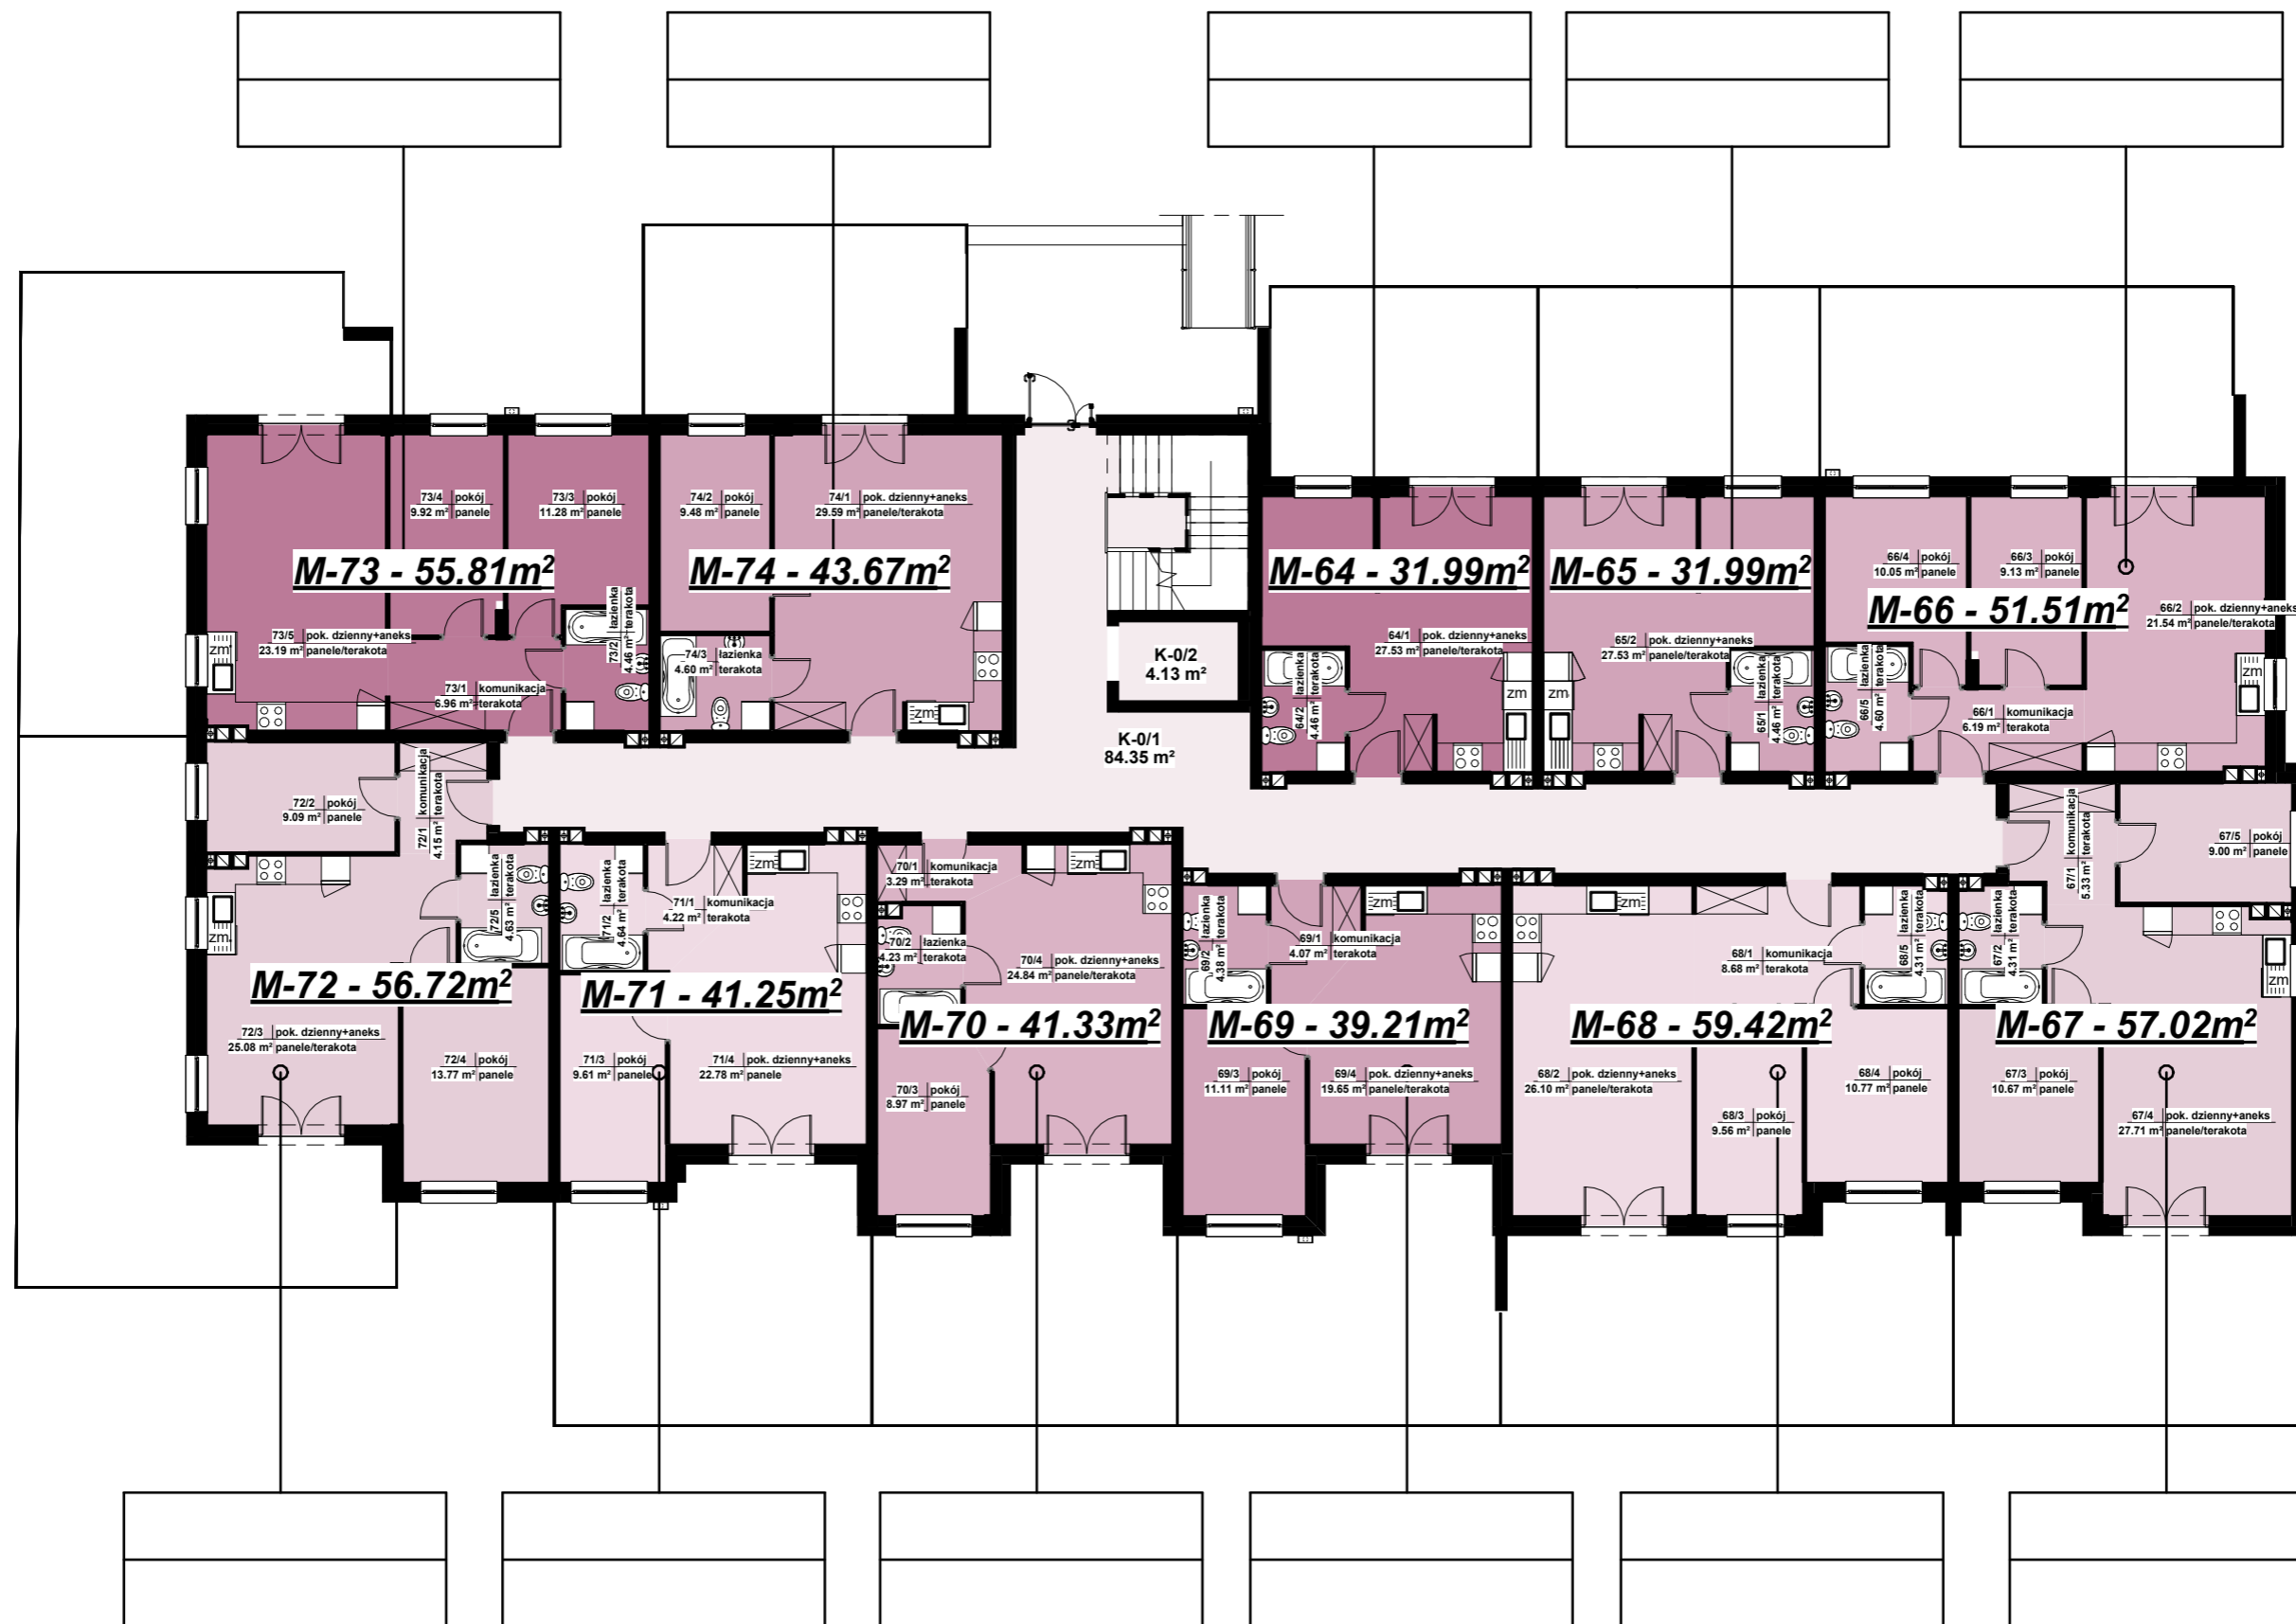 73/4 pokój
9.92 m² panele
73/3 pokój
11.28 m² panele
74/2 pokój
9.48 m² panele
74/1 pok. dzienny+aneks
29.59 m² panele/terakota
M-73 - 55.81m²
M-74 - 43.67m²
M-64 - 31.99m²
M-65 - 31.99m²
66/4 pokój
10.05 m² panele
66/3 pokój
9.13 m² panele
M-66 - 51.51m²
66/2 pok. dzienny+aneks
21.54 m² panele/terakota
73/5 pok. dzienny+aneks
23.19 m² panele/terakota
zm
73/2 łazienka
4.46 m² terakota
74/3 łazienka
4.60 m² terakota
73/1 komunikacja
6.96 m² terakota
zm
K-0/2
4.13 m²
K-0/1
84.35 m²
64/1 pok. dzienny+aneks
27.53 m² panele/terakota
64/2 łazienka
4.46 m² terakota
zm
zm
65/2 pok. dzienny+aneks
27.53 m² panele/terakota
65/1 łazienka
4.46 m² terakota
66/5 łazienka
4.60 m² terakota
66/1 komunikacja
6.19 m² terakota
zm
72/2 pokój
9.09 m² panele
72/1 komunikacja
4.15 m² terakota
67/1 komunikacja
5.33 m² terakota
67/5 pokój
9.00 m² panele
zm
72/5 łazienka
4.63 m² terakota
71/2 łazienka
4.64 m² terakota
71/1 komunikacja
4.22 m² terakota
zm
70/1 komunikacja
3.29 m² terakota
zm
70/2 łazienka
4.23 m² terakota
70/4 pok. dzienny+aneks
24.84 m² panele/terakota
69/2 łazienka
4.38 m² terakota
69/1 komunikacja
4.07 m² terakota
zm
zm
68/1 komunikacja
8.68 m² terakota
68/5 łazienka
4.31 m² terakota
67/2 łazienka
4.31 m² terakota
zm
M-72 - 56.72m²
M-71 - 41.25m²
M-70 - 41.33m²
M-69 - 39.21m²
M-68 - 59.42m²
M-67 - 57.02m²
72/3 pok. dzienny+aneks
25.08 m² panele/terakota
72/4 pokój
13.77 m² panele
71/3 pokój
9.61 m² panele
71/4 pok. dzienny+aneks
22.78 m² panele
70/3 pokój
8.97 m² panele
69/3 pokój
11.11 m² panele
69/4 pok. dzienny+aneks
19.65 m² panele/terakota
68/2 pok. dzienny+aneks
26.10 m² panele/terakota
68/3 pokój
9.56 m² panele
68/4 pokój
10.77 m² panele
67/3 pokój
10.67 m² panele
67/4 pok. dzienny+aneks
27.71 m² panele/terakota